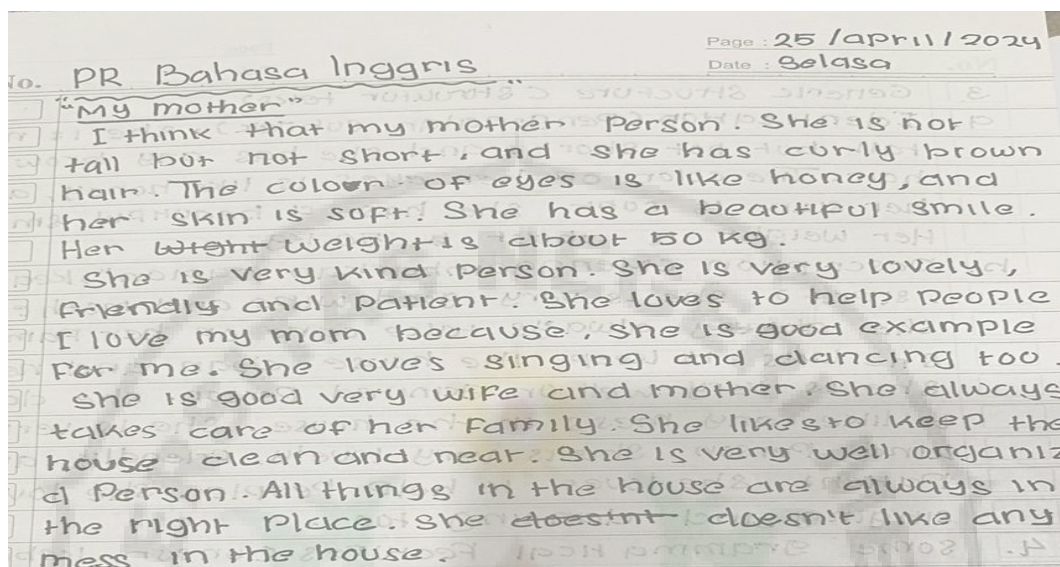 No. PR Bahasa Inggris
Page : 25 / april / 2024
Date : Selasa
"My mother"
I think that my mother person. She is not
tall but not short, and she has curly brown
hair. The colour of eyes is like honey, and
her skin is soft. She has a beautiful smile.
Her wight weight is about 50 kg.
She is very kind person. She is very lovely,
friendly and patient. She loves to help people
I love my mom because, she is good example
for me. She loves singing and dancing too
She is good very wife and mother. She always
takes care of her family. She likes to keep the
house clean and neat. She is very well organiz
d person. All things in the house are always in
the right place she doesint doesn't like any
mess in the house.